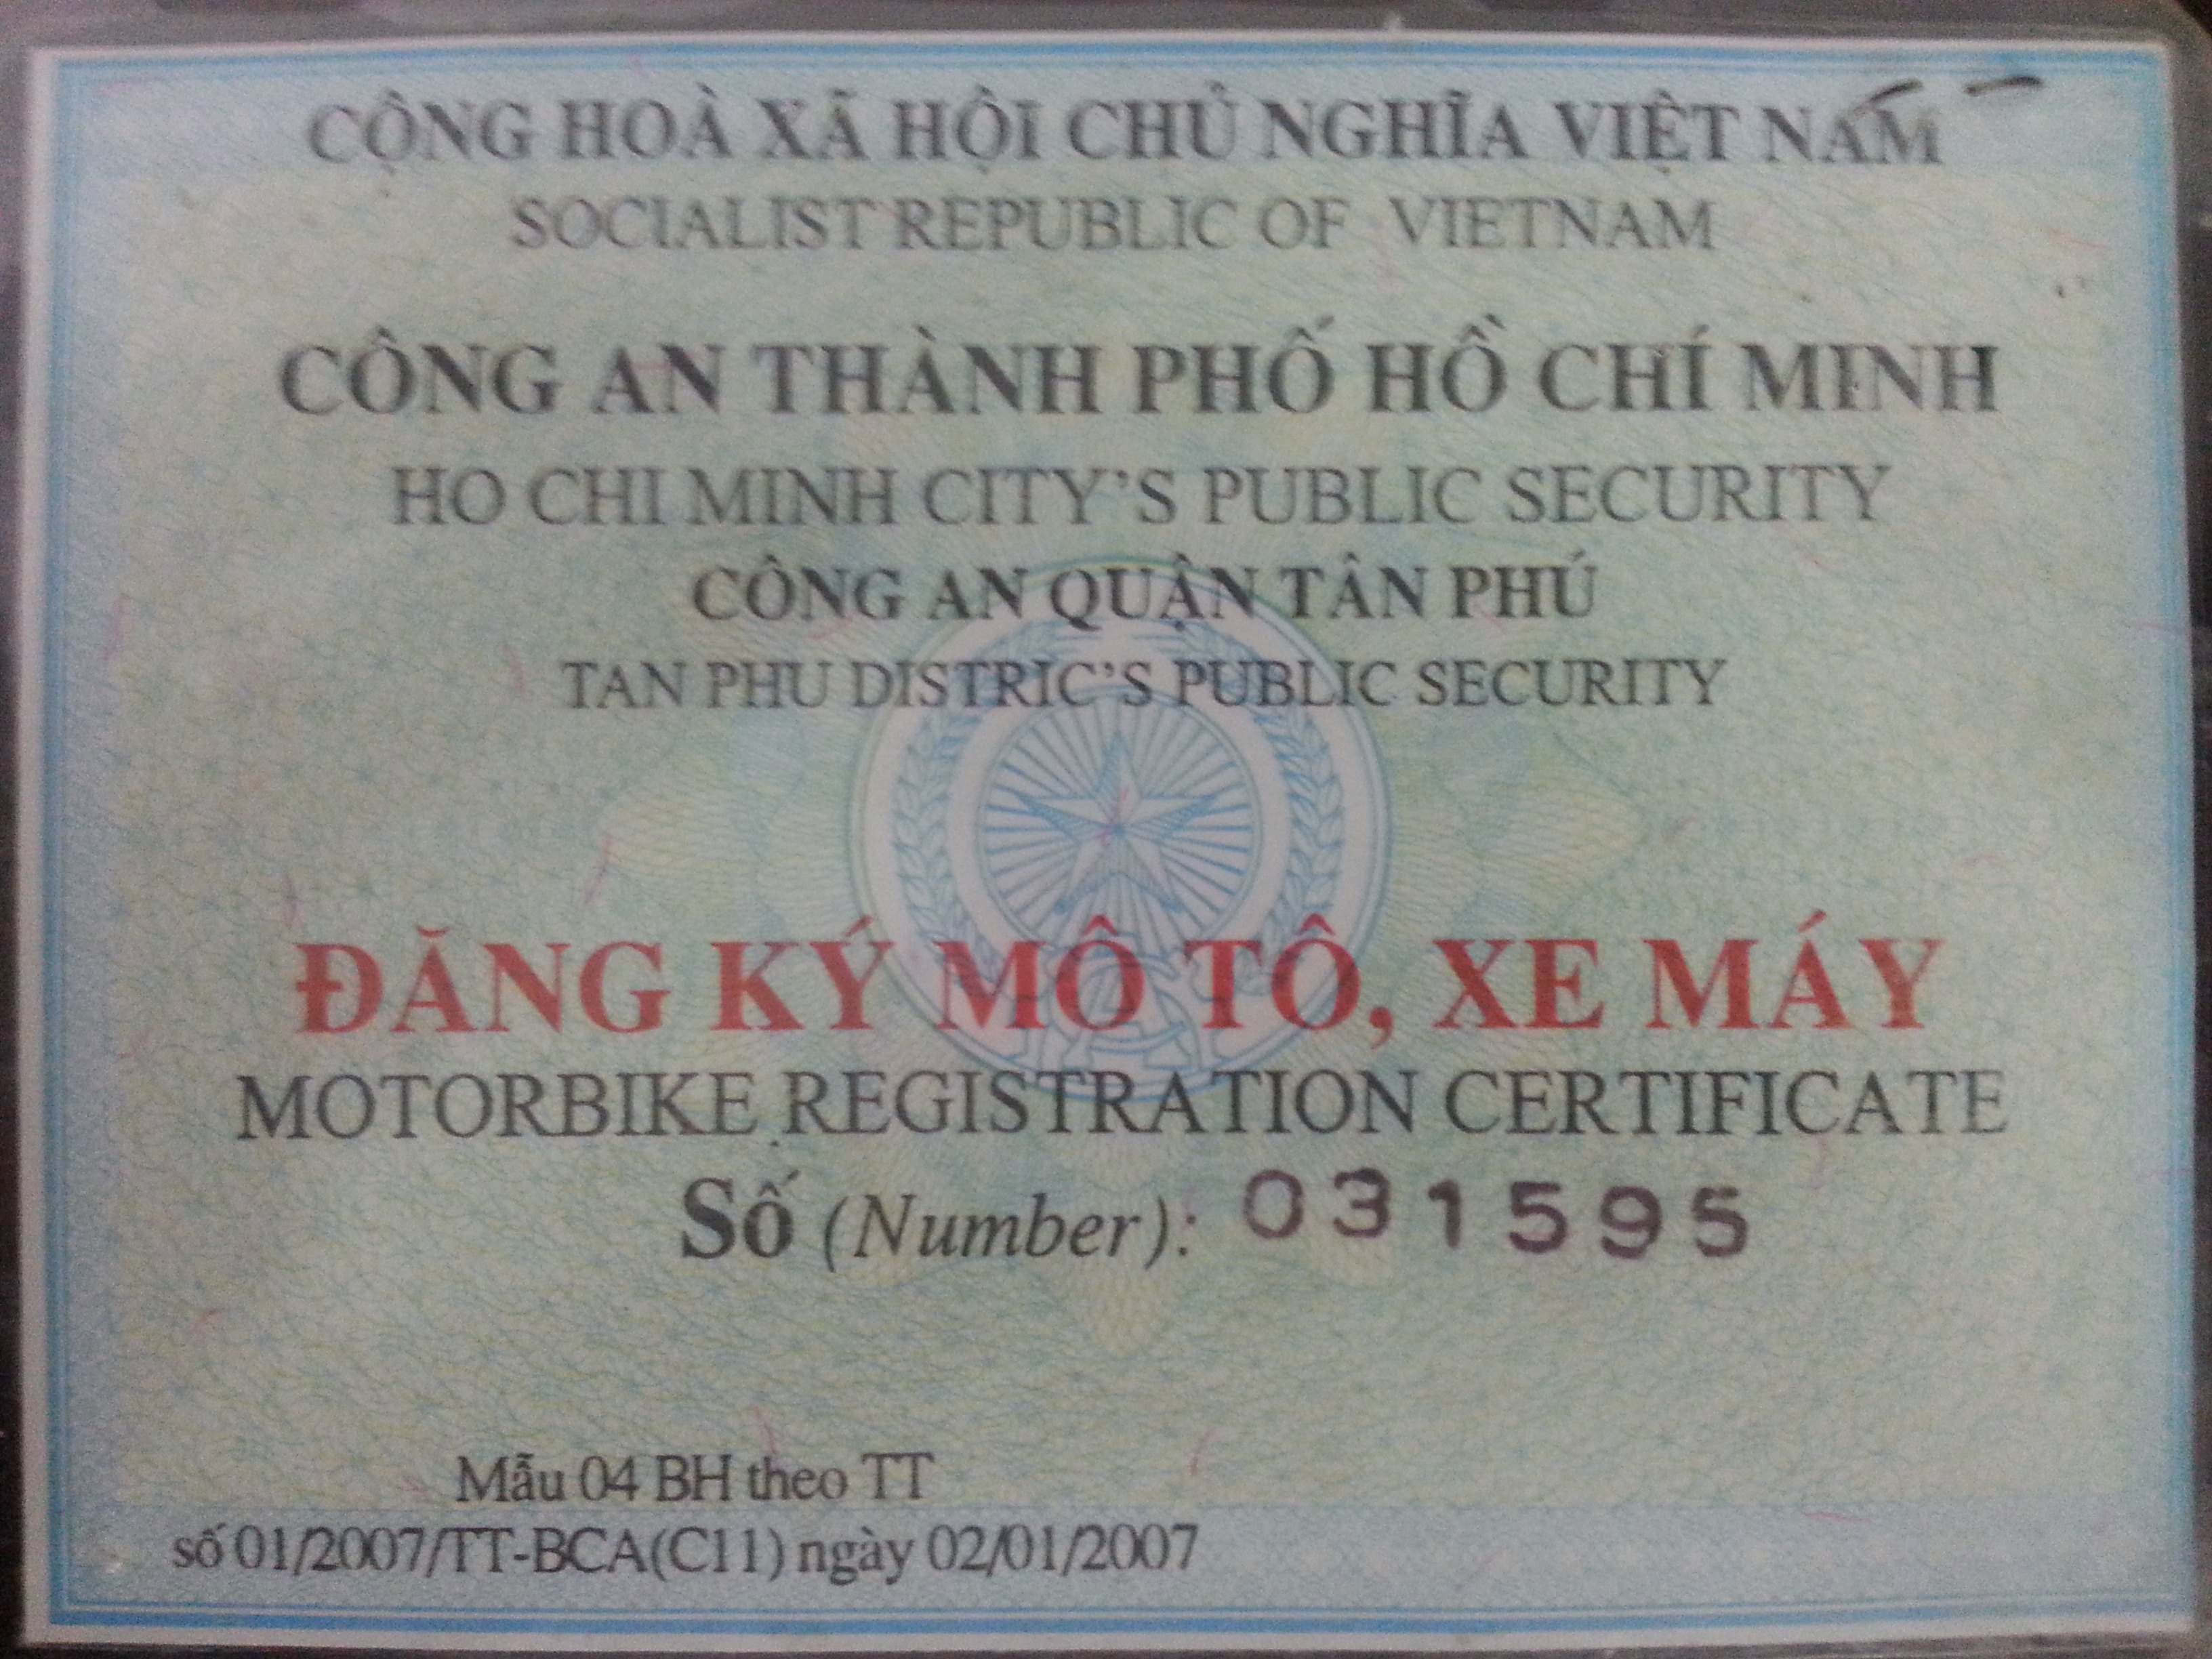 CỘNG HOÀ XÃ HỘI CHỦ NGHĨA VIỆT NAM
SOCIALIST REPUBLIC OF VIETNAM
CÔNG AN THÀNH PHỐ HỒ CHÍ MINH
HO CHI MINH CITY'S PUBLIC SECURITY
CÔNG AN QUẬN TÂN PHÚ
TAN PHU DISTRIC'S PUBLIC SECURITY
ĐĂNG KÝ MÔ TÔ, XE MÁY
MOTORBIKE REGISTRATION CERTIFICATE
Số (Number): 031595
Mẫu 04 BH theo TT
số 01/2007/TT-BCA(C11) ngày 02/01/2007